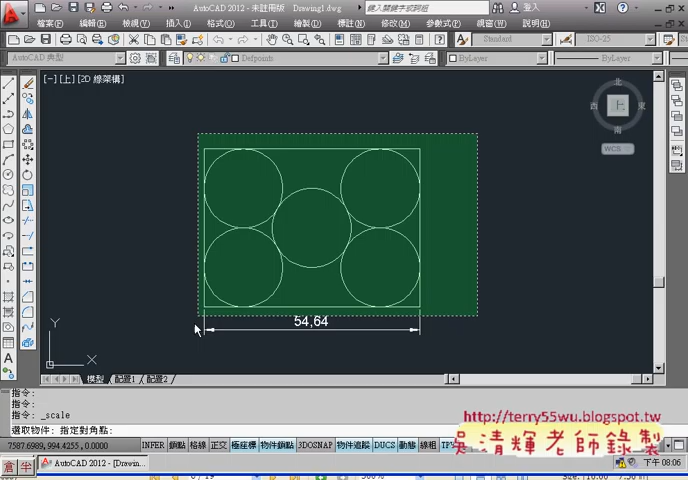 AutoCAD 2012 - 未註冊版 Drawing1.dwg
鍵入關鍵字或片語
登入
檔案(F) 編輯(E) 檢視(V) 插入(I) 格式(O) 工具(T) 繪製(D) 標註(N) 修改(M) 參數式(P) 視窗(W) 說明(H)
Standard ISO-25
AutoCAD 典型 Defpoints ByLayer ByLayer
[-] [上] [2D 線架構]
北
西 上 東
南
WCS
54,64
Y
X
模型 配置1 配置2
指令:
指令:
指令: _scale
選取物件: 指定對角點:
http://terry55wu.blogspot.tw
吳清輝老師錄製
7587.6989, 994.4255, 0.0000 INFER 鎖點 格線 正交 極座標 物件鎖點 3DOSNAP 物件追蹤 DUCS 動態 線粗
倉 半 AutoCAD 2012 - [Drawin... 下午 08:06